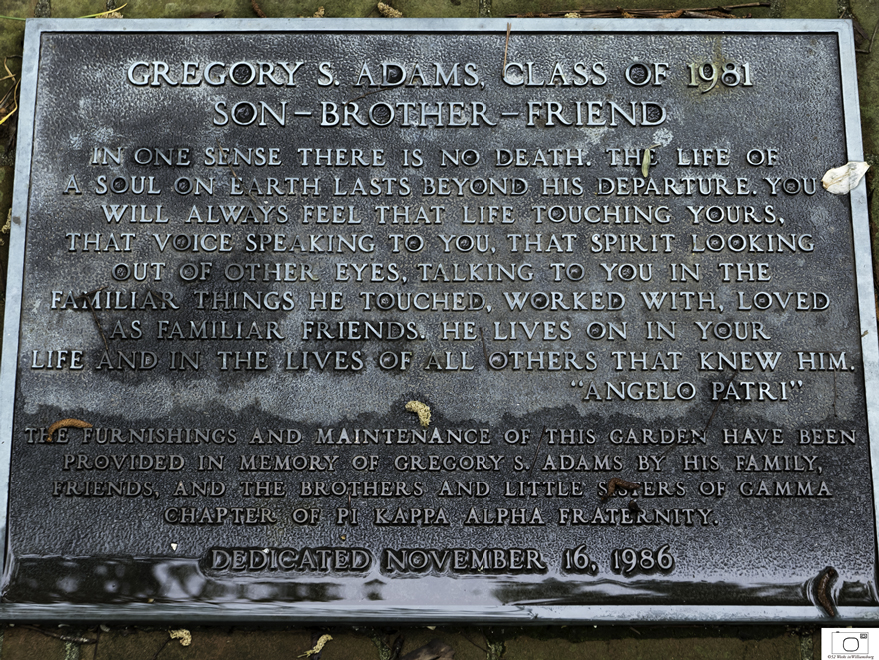 GREGORY S. ADAMS, CLASS OF 1981
SON-BROTHER-FRIEND
IN ONE SENSE THERE IS NO DEATH. THE LIFE OF
A SOUL ON EARTH LASTS BEYOND HIS DEPARTURE. YOU
WILL ALWAYS FEEL THAT LIFE TOUCHING YOURS,
THAT VOICE SPEAKING TO YOU, THAT SPIRIT LOOKING
OUT OF OTHER EYES, TALKING TO YOU IN THE
FAMILIAR THINGS HE TOUCHED, WORKED WITH, LOVED
AS FAMILIAR FRIENDS. HE LIVES ON IN YOUR
LIFE AND IN THE LIVES OF ALL OTHERS THAT KNEW HIM.
"ANGELO PATRI"
THE FURNISHINGS AND MAINTENANCE OF THIS GARDEN HAVE BEEN
PROVIDED IN MEMORY OF GREGORY S. ADAMS BY HIS FAMILY,
FRIENDS, AND THE BROTHERS AND LITTLE SISTERS OF GAMMA
CHAPTER OF PI KAPPA ALPHA FRATERNITY.
DEDICATED NOVEMBER 16, 1986
©52 Weeks in Williamsburg